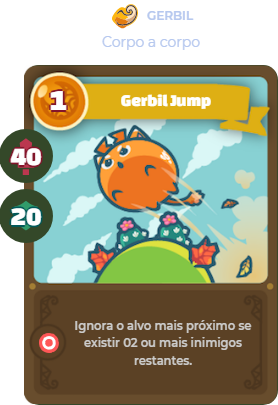 GERBIL
Corpo a corpo
1
Gerbil Jump
40
20
Ignora o alvo mais próximo se
existir 02 ou mais inimigos
restantes.